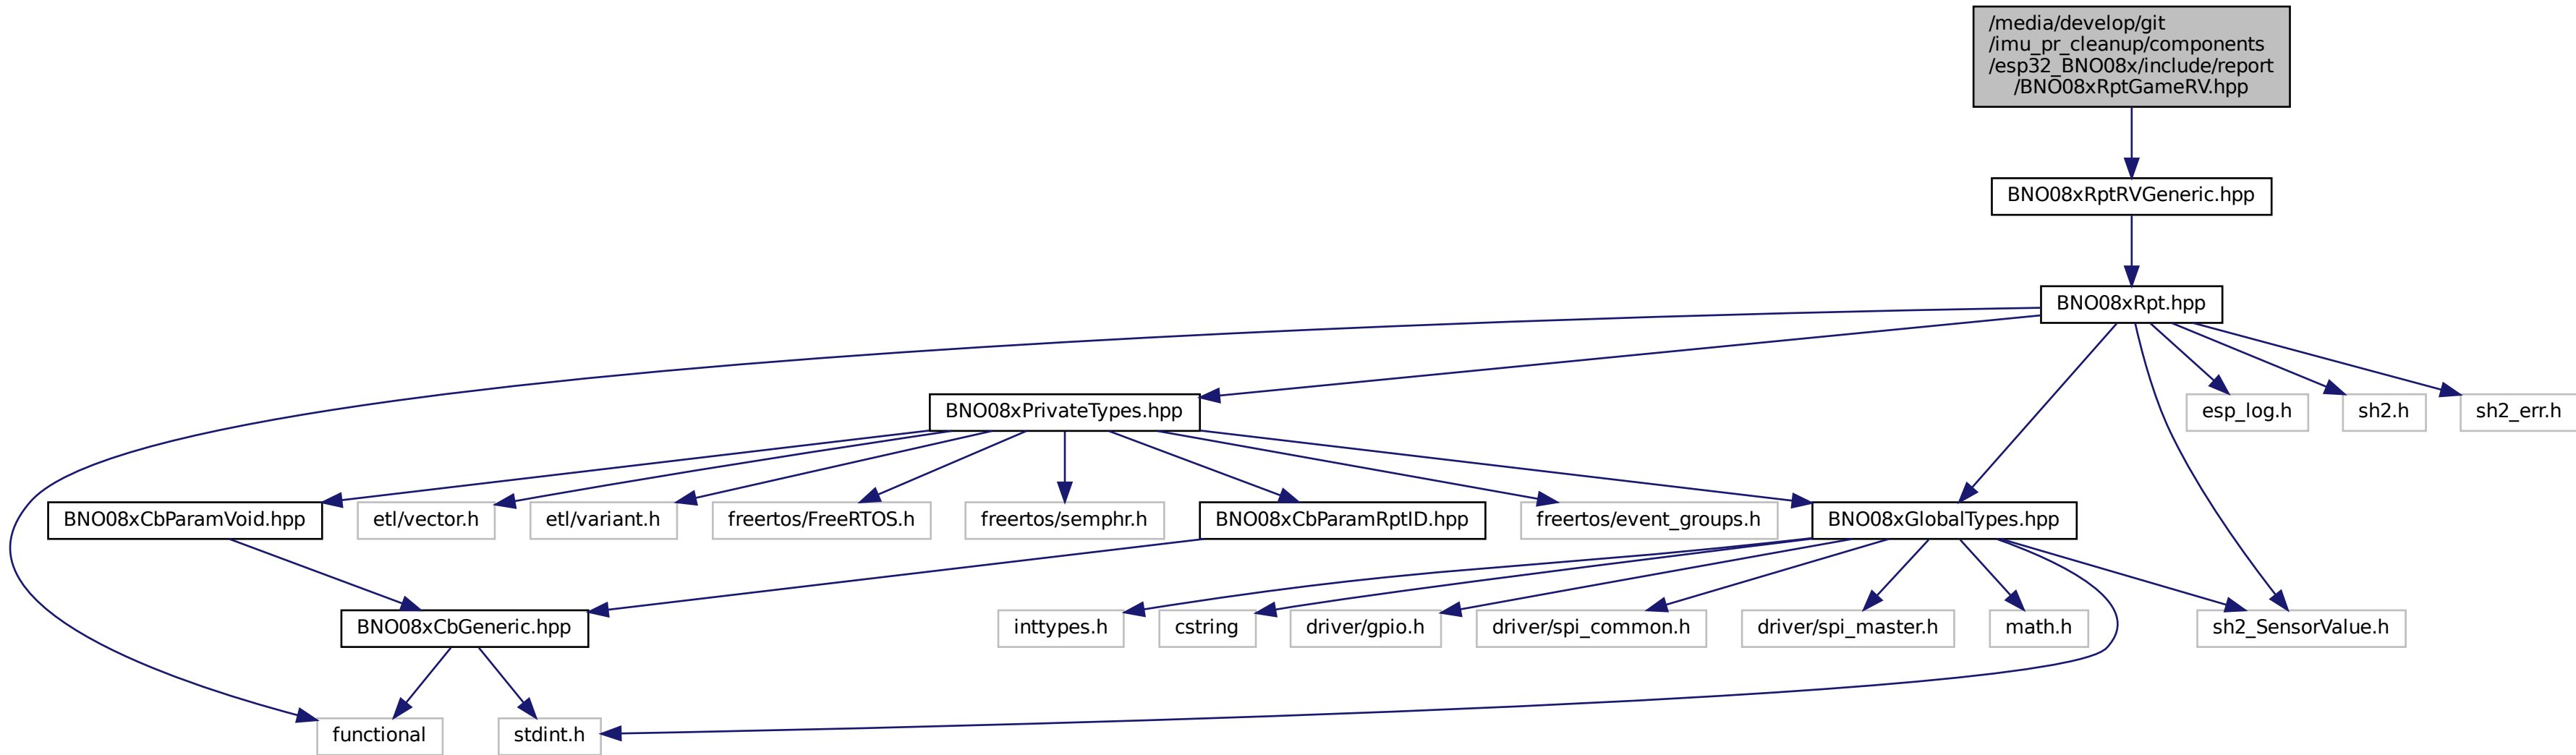 /media/develop/git
/imu_pr_cleanup/components
/esp32_BNO08x/include/report
/BNO08xRptGameRV.hpp
BNO08xRptRVGeneric.hpp
BNO08xRpt.hpp
BNO08xPrivateTypes.hpp
esp_log.h
sh2.h
sh2_err.h
BNO08xCbParamVoid.hpp
etl/vector.h
etl/variant.h
freertos/FreeRTOS.h
freertos/semphr.h
BNO08xCbParamRptID.hpp
freertos/event_groups.h
BNO08xGlobalTypes.hpp
BNO08xCbGeneric.hpp
inttypes.h
cstring
driver/gpio.h
driver/spi_common.h
driver/spi_master.h
math.h
sh2_SensorValue.h
functional
stdint.h